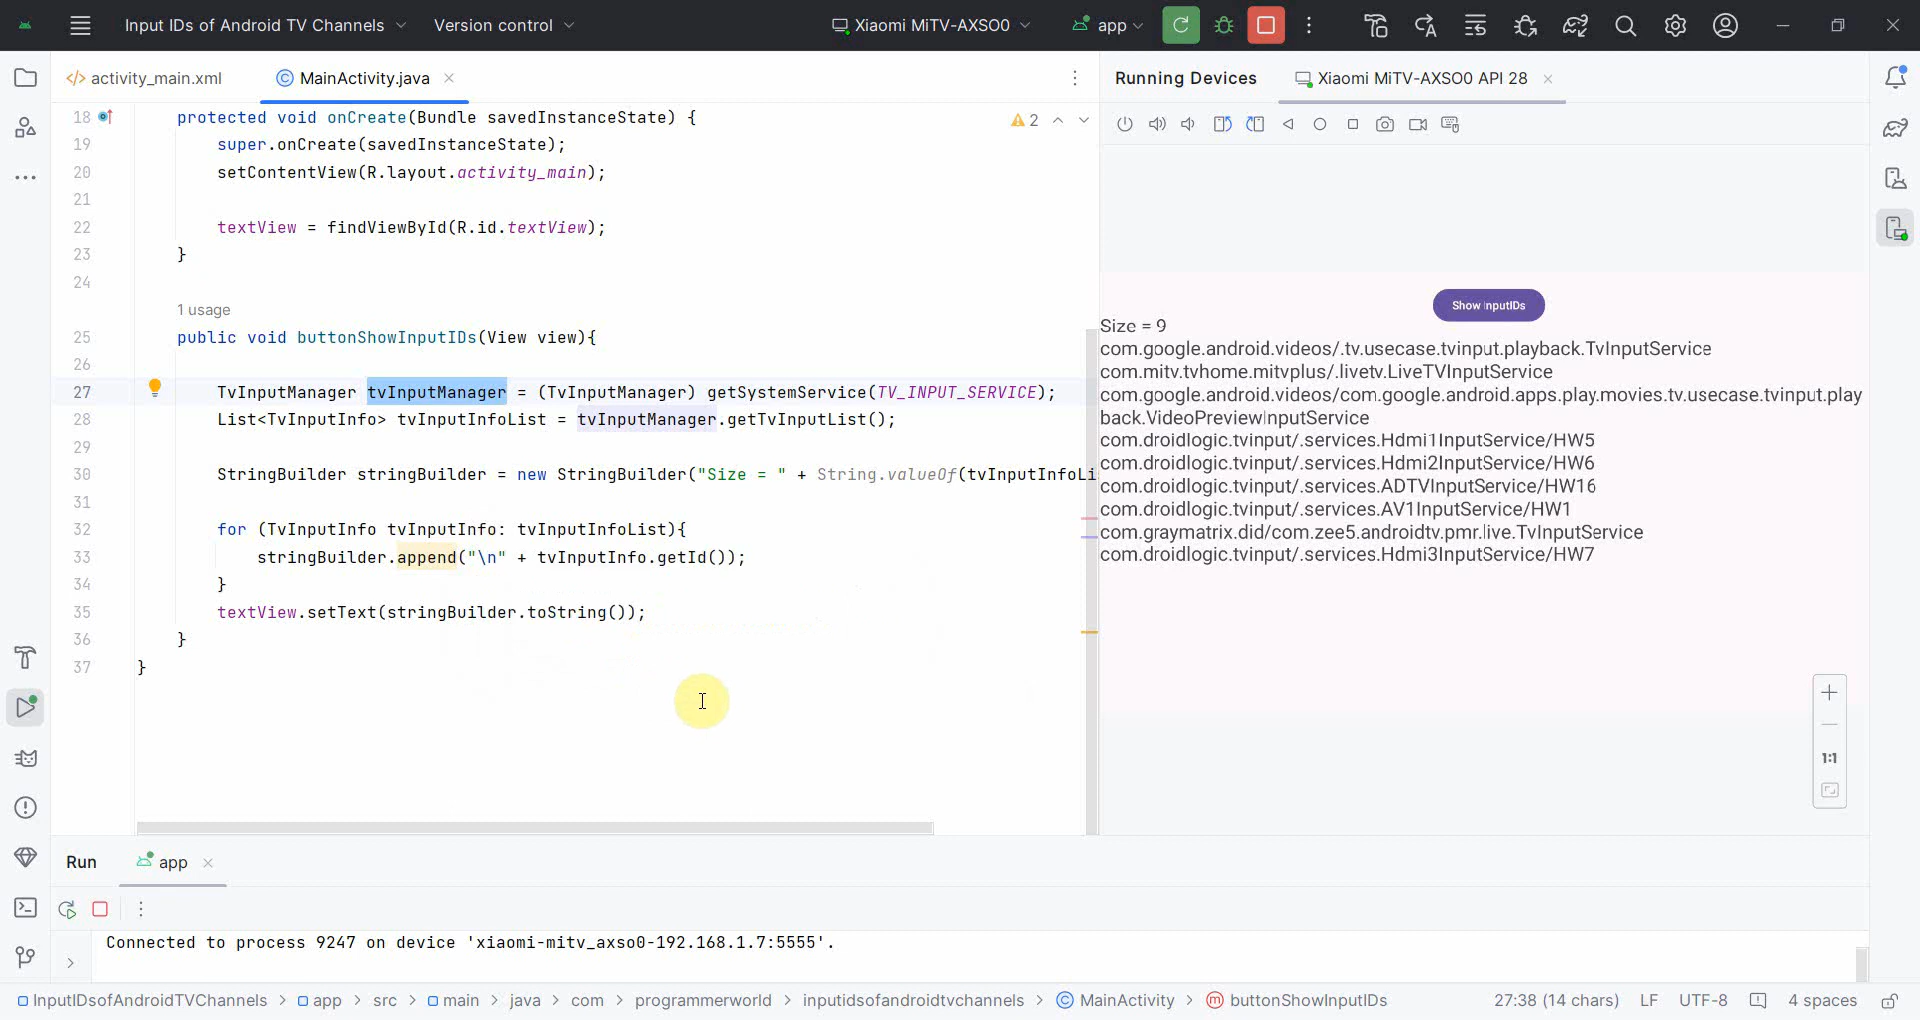 Input IDs of Android TV Channels
Version control
Xiaomi MiTV-AXSO0
app
activity_main.xml
MainActivity.java
Running Devices
Xiaomi MiTV-AXSO0 API 28
2
18 protected void onCreate(Bundle savedInstanceState) {
19 super.onCreate(savedInstanceState);
20 setContentView(R.layout.activity_main);
21
22 textView = findViewById(R.id.textView);
23 }
24
1 usage
25 public void buttonShowInputIDs(View view){
26
27 TvInputManager tvInputManager = (TvInputManager) getSystemService(TV_INPUT_SERVICE);
28 List<TvInputInfo> tvInputInfoList = tvInputManager.getTvInputList();
29
30 StringBuilder stringBuilder = new StringBuilder("Size = " + String.valueOf(tvInputInfoLi
31
32 for (TvInputInfo tvInputInfo: tvInputInfoList){
33 stringBuilder.append("\n" + tvInputInfo.getId());
34 }
35 textView.setText(stringBuilder.toString());
36 }
37 }
Show InputIDs
Size = 9
com.google.android.videos/.tv.usecase.tvinput.playback.TvInputService
com.mitv.tvhome.mitvplus/.livetv.LiveTVInputService
com.google.android.videos/com.google.android.apps.play.movies.tv.usecase.tvinput.play
back.VideoPreviewInputService
com.droidlogic.tvinput/.services.Hdmi1InputService/HW5
com.droidlogic.tvinput/.services.Hdmi2InputService/HW6
com.droidlogic.tvinput/.services.ADTVInputService/HW16
com.droidlogic.tvinput/.services.AV1InputService/HW1
com.graymatrix.did/com.zee5.androidtv.pmr.live.TvInputService
com.droidlogic.tvinput/.services.Hdmi3InputService/HW7
1:1
Run
app
Connected to process 9247 on device 'xiaomi-mitv_axso0-192.168.1.7:5555'.
InputIDsofAndroidTVChannels > app > src > main > java > com > programmerworld > inputidsofandroidtvchannels > MainActivity > buttonShowInputIDs
27:38 (14 chars) LF UTF-8 4 spaces